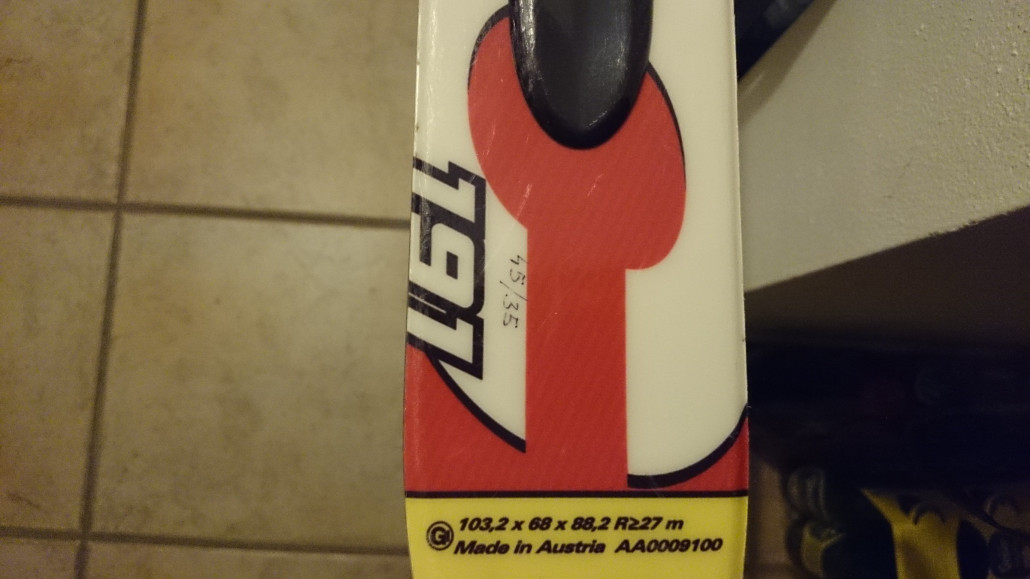 191
45/35
G 103,2 x 68 x 88,2 R≥27 m
Made in Austria AA0009100